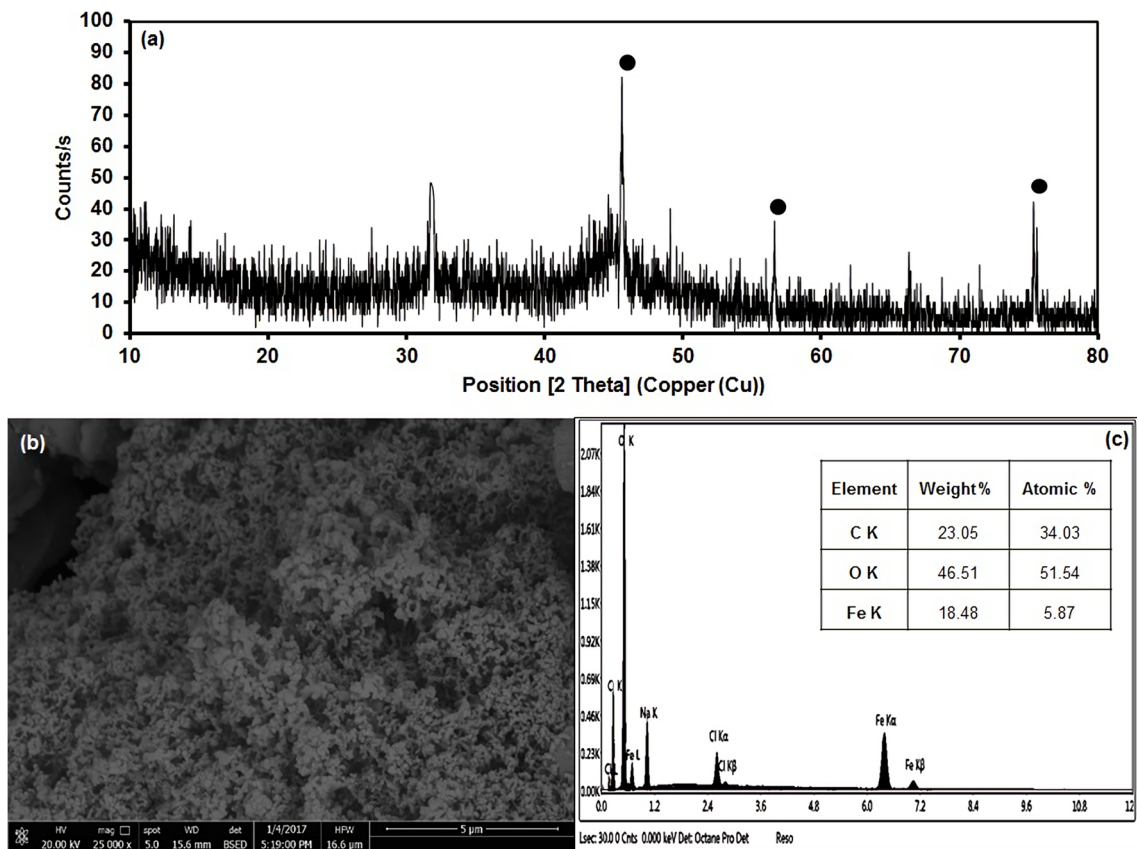 (a)
100
90
80
70
60
50
40
30
20
10
0
Counts/s
10 20 30 40 50 60 70 80
Position [2 Theta] (Copper (Cu))
(b)
HV mag spot WD det 1/4/2017 HFW 5 µm
20.00 kV 25 000 x 5.0 15.6 mm BSED 5:19:00 PM 16.6 µm
(c)
2.07K
1.84K
1.61K
1.38K
1.15K
0.92K
0.69K
0.46K
0.23K
0.00K
O K
Fe L
Na K
Cl Kα
Cl Kβ
Fe Kα
Fe Kβ
0.0 1.2 2.4 3.6 4.8 6.0 7.2 8.4 9.6 10.8 12
Element Weight% Atomic %
C K 23.05 34.03
O K 46.51 51.54
Fe K 18.48 5.87
Lsec: 30.0 0 Cnts 0.000 keV Det: Octane Pro Det Reso